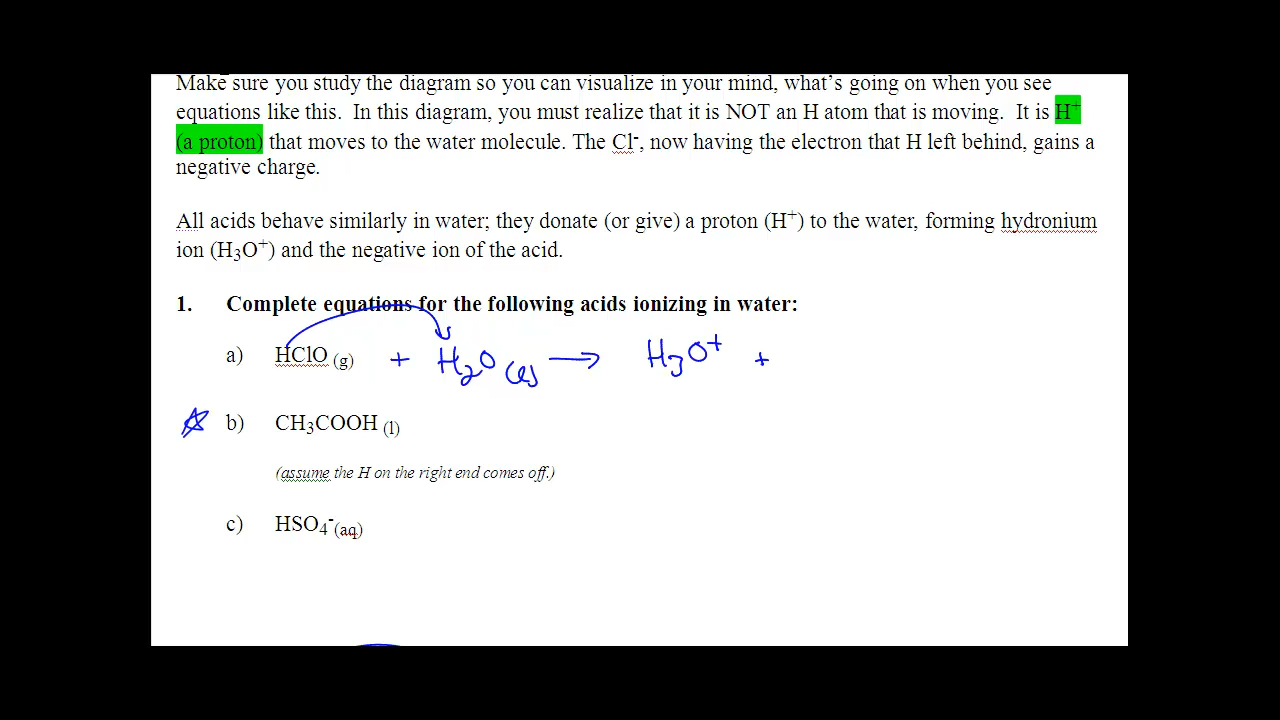 Make sure you study the diagram so you can visualize in your mind, what's going on when you see
equations like this. In this diagram, you must realize that it is NOT an H atom that is moving. It is H⁺
(a proton) that moves to the water molecule. The Cl⁻, now having the electron that H left behind, gains a
negative charge.
All acids behave similarly in water; they donate (or give) a proton (H⁺) to the water, forming hydronium
ion (H₃O⁺) and the negative ion of the acid.
1. Complete equations for the following acids ionizing in water:
a) HClO (g) + H₂O (l) → H₃O⁺ +
b) CH₃COOH (l)
(assume the H on the right end comes off.)
c) HSO₄⁻(aq)